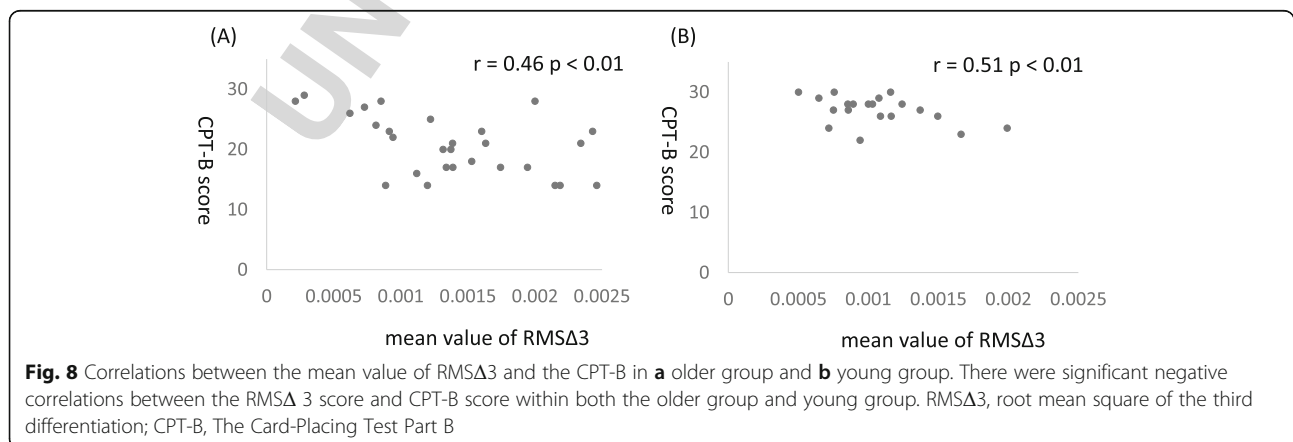 UN
(A)
r = 0.46 p < 0.01
CPT-B score
30
20
10
0
0 0.0005 0.001 0.0015 0.002 0.0025
mean value of RMSΔ3
(B)
r = 0.51 p < 0.01
CPT-B score
30
20
10
0
0 0.0005 0.001 0.0015 0.002 0.0025
mean value of RMSΔ3
Fig. 8 Correlations between the mean value of RMSΔ3 and the CPT-B in a older group and b young group. There were significant negative
correlations between the RMSΔ 3 score and CPT-B score within both the older group and young group. RMSΔ3, root mean square of the third
differentiation; CPT-B, The Card-Placing Test Part B